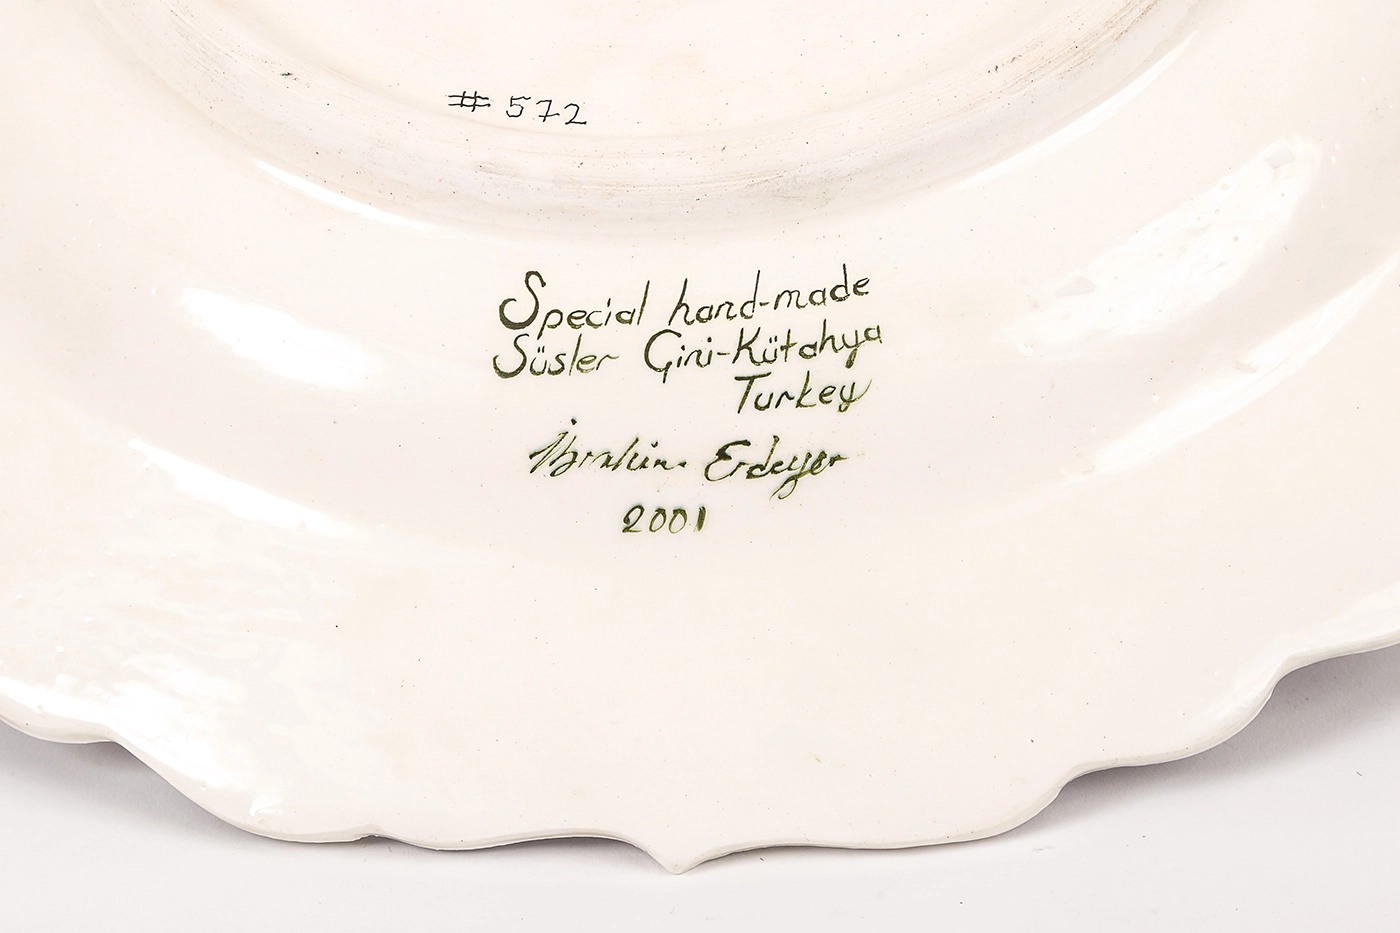 # 572
Special hand-made
Süsler Çini-Kütahya
Turkey
İbrahim Erdeyer
2001